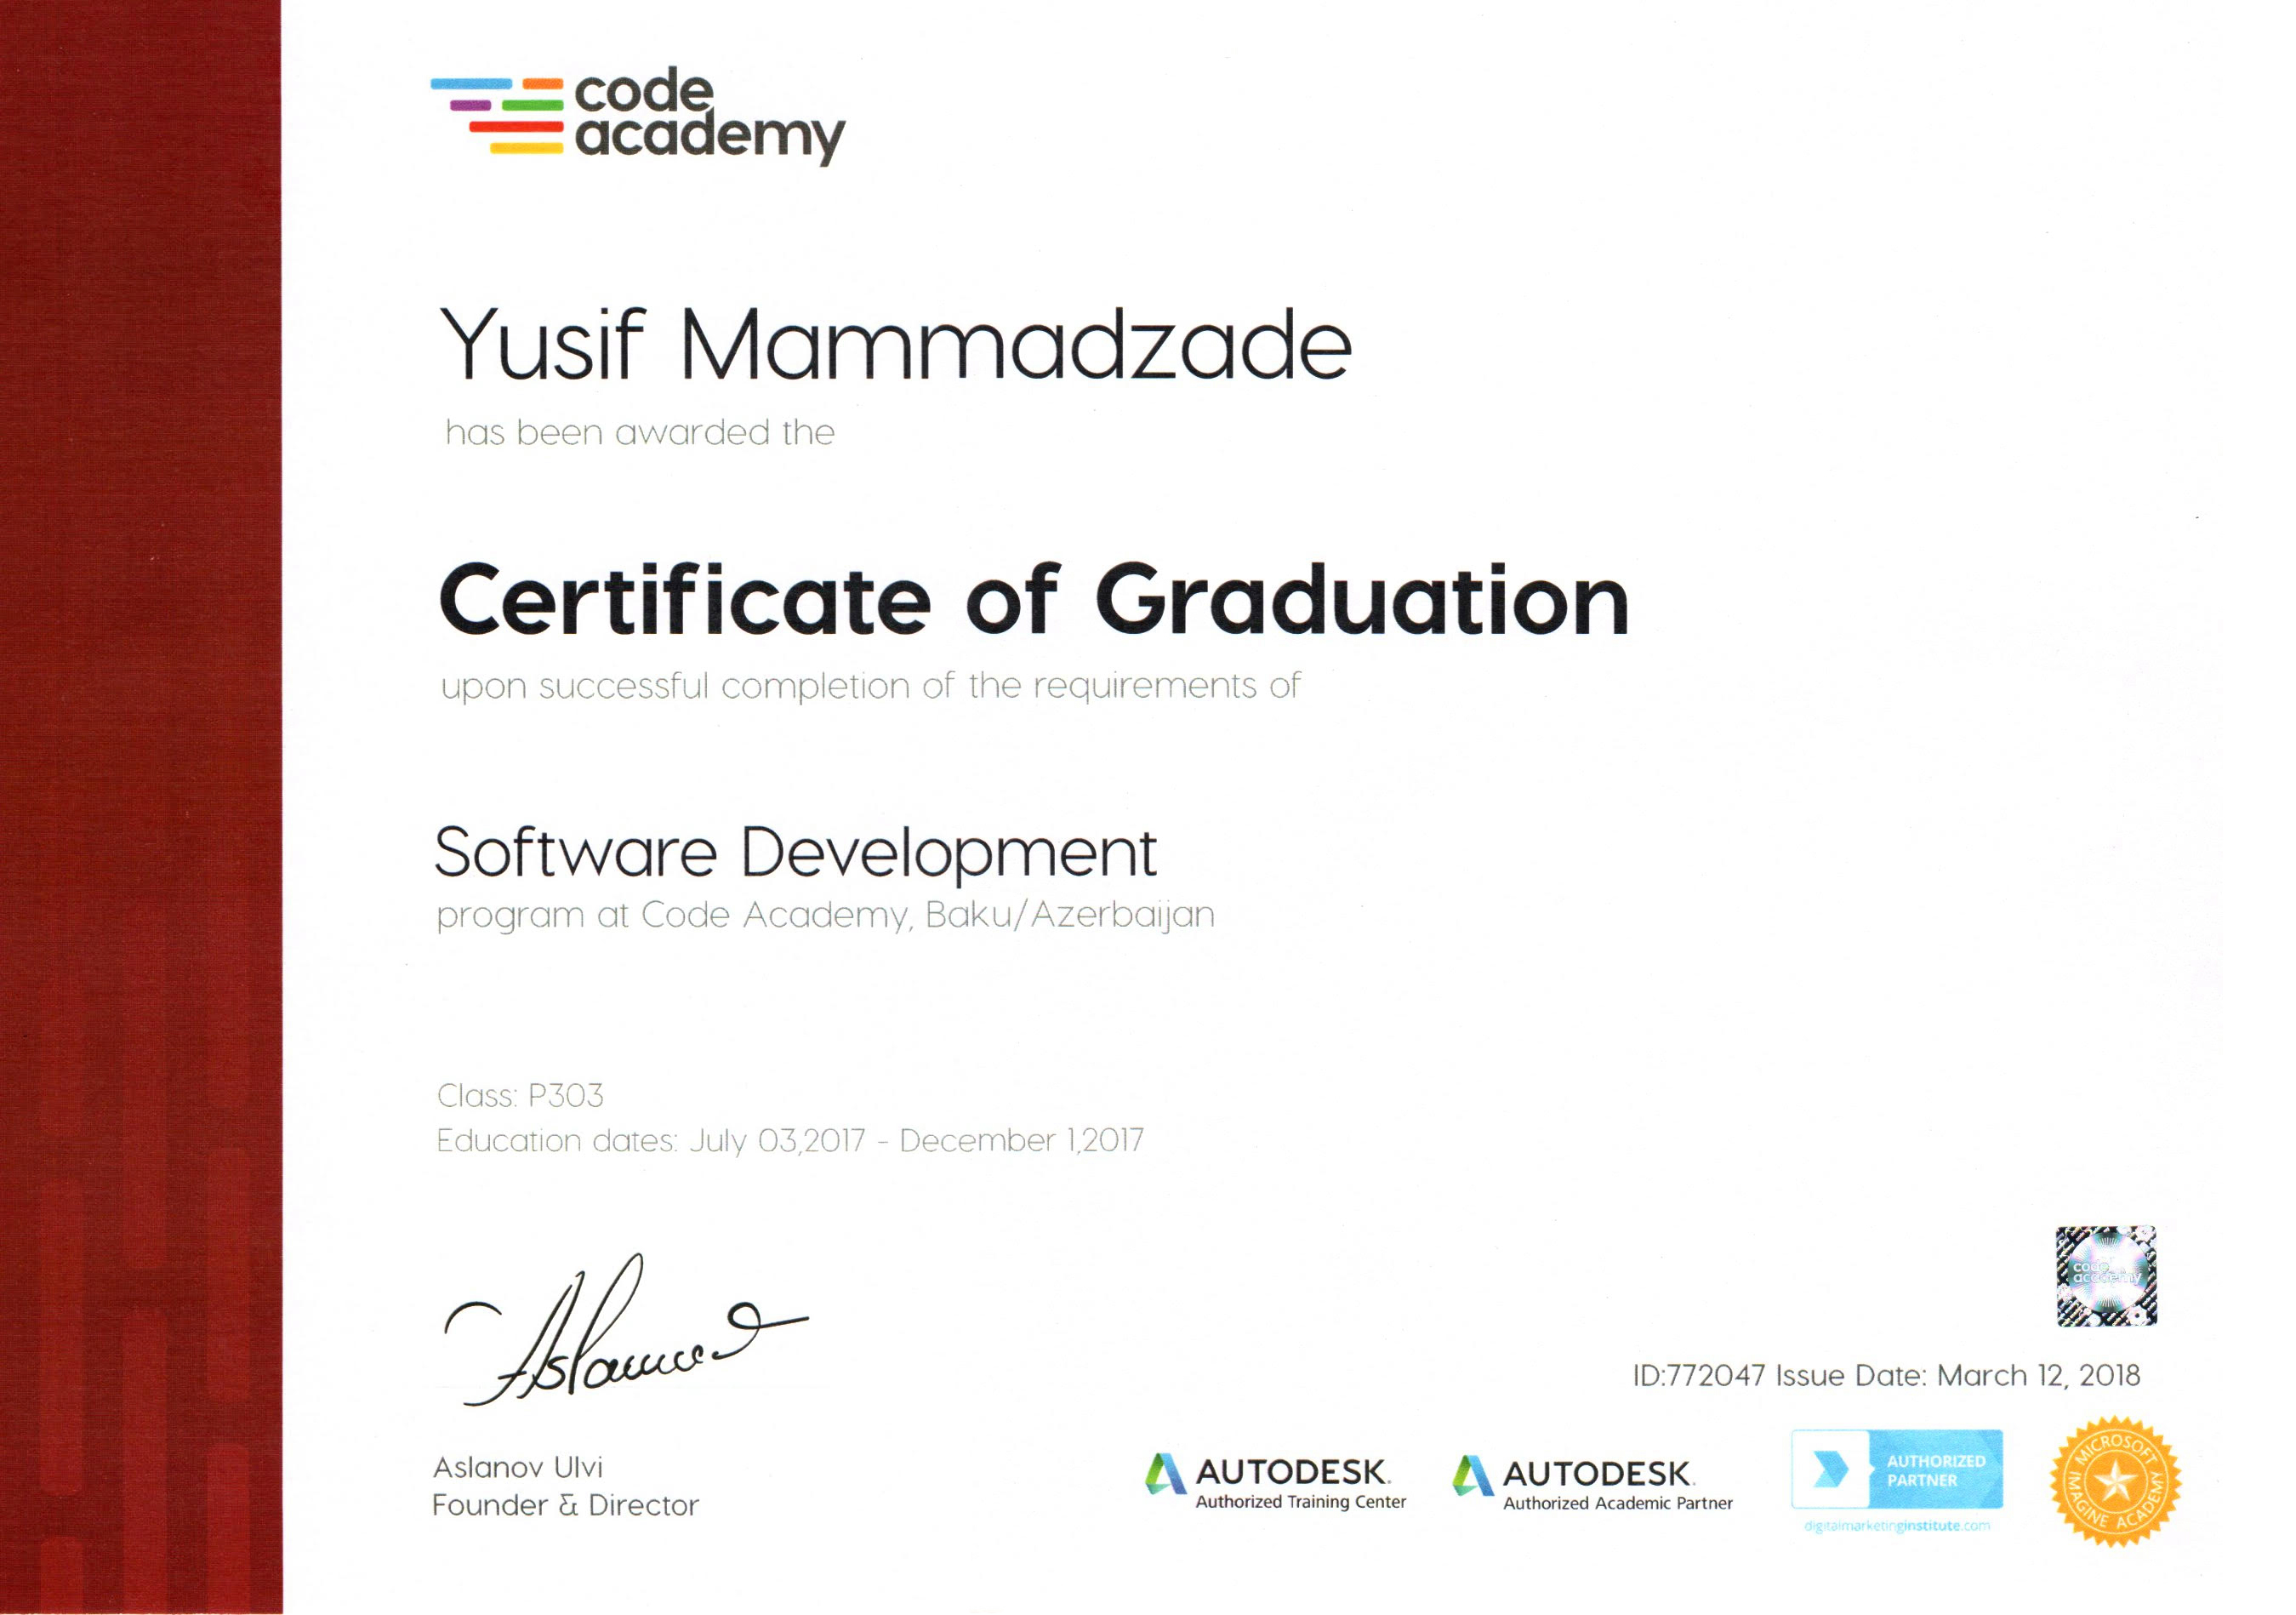 code
academy
Yusif Mammadzade
has been awarded the
Certificate of Graduation
upon successful completion of the requirements of
Software Development
program at Code Academy, Baku/Azerbaijan
Class: P303
Education dates: July 03,2017 - December 1,2017
Aslanov
code
academy
ID:772047 Issue Date: March 12, 2018
Aslanov Ulvi
Founder & Director
AUTODESK.
Authorized Training Center
AUTODESK.
Authorized Academic Partner
AUTHORIZED
PARTNER
digitalmarketinginstitute.com
MICROSOFT
IMAGINE ACADEMY